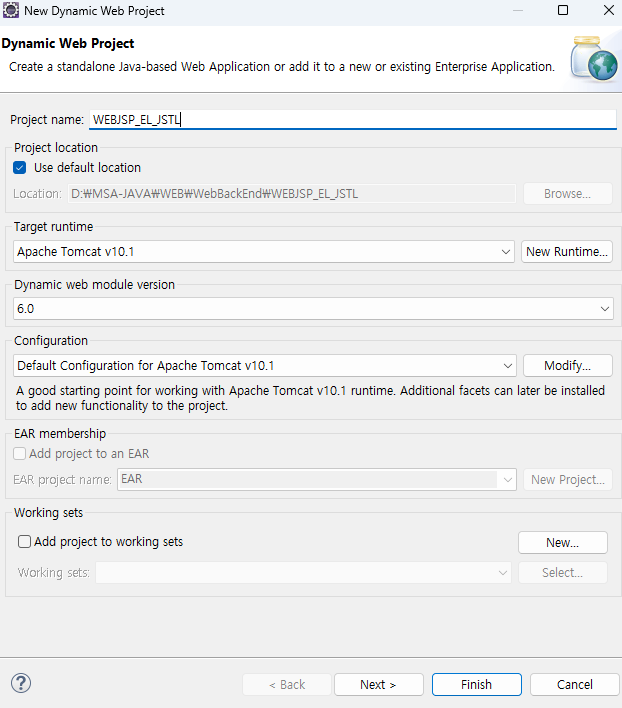 New Dynamic Web Project
Dynamic Web Project
Create a standalone Java-based Web Application or add it to a new or existing Enterprise Application.
Project name: WEBJSP_EL_JSTL
Project location
Use default location
Location: D:₩MSA-JAVA₩WEB₩WebBackEnd₩WEBJSP_EL_JSTL Browse...
Target runtime
Apache Tomcat v10.1 New Runtime...
Dynamic web module version
6.0
Configuration
Default Configuration for Apache Tomcat v10.1 Modify...
A good starting point for working with Apache Tomcat v10.1 runtime. Additional facets can later be installed
to add new functionality to the project.
EAR membership
Add project to an EAR
EAR project name: EAR New Project...
Working sets
Add project to working sets New...
Working sets: Select...
? < Back Next > Finish Cancel